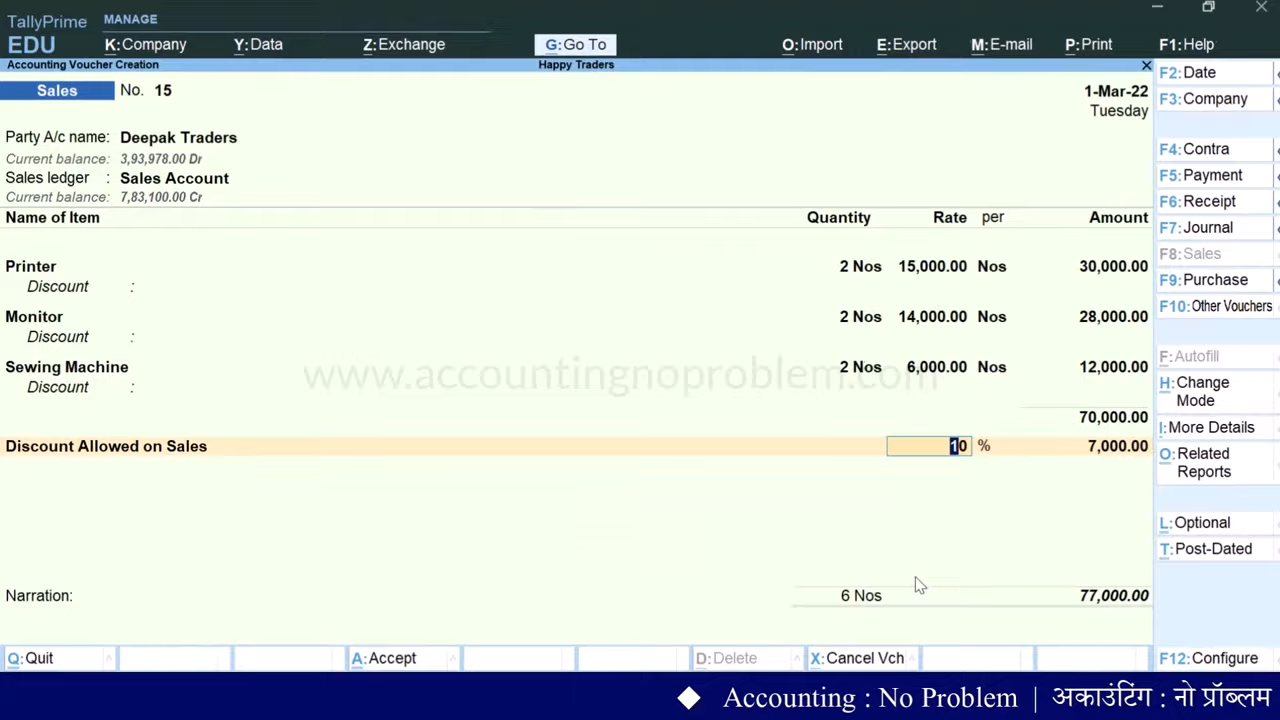 TallyPrime MANAGE
EDU K:Company Y:Data Z:Exchange G:Go To O:Import E:Export M:E-mail P:Print F1:Help
Accounting Voucher Creation Happy Traders
Sales No. 15 1-Mar-22
Tuesday
Party A/c name: Deepak Traders
Current balance: 3,93,978.00 Dr
Sales ledger : Sales Account
Current balance: 7,83,100.00 Cr
Name of Item Quantity Rate per Amount
Printer 2 Nos 15,000.00 Nos 30,000.00
Discount :
Monitor 2 Nos 14,000.00 Nos 28,000.00
Discount :
Sewing Machine 2 Nos 6,000.00 Nos 12,000.00
Discount :
www.accountingnoproblem.com
70,000.00
Discount Allowed on Sales 10 % 7,000.00
Narration: 6 Nos 77,000.00
F2:Date
F3:Company
F4:Contra
F5:Payment
F6:Receipt
F7:Journal
F8:Sales
F9:Purchase
F10:Other Vouchers
F:Autofill
H:Change
Mode
I:More Details
O:Related
Reports
L:Optional
T:Post-Dated
Q:Quit A:Accept D:Delete X:Cancel Vch F12:Configure
◆ Accounting : No Problem | अकाउंटिंग : नो प्रॉब्लम